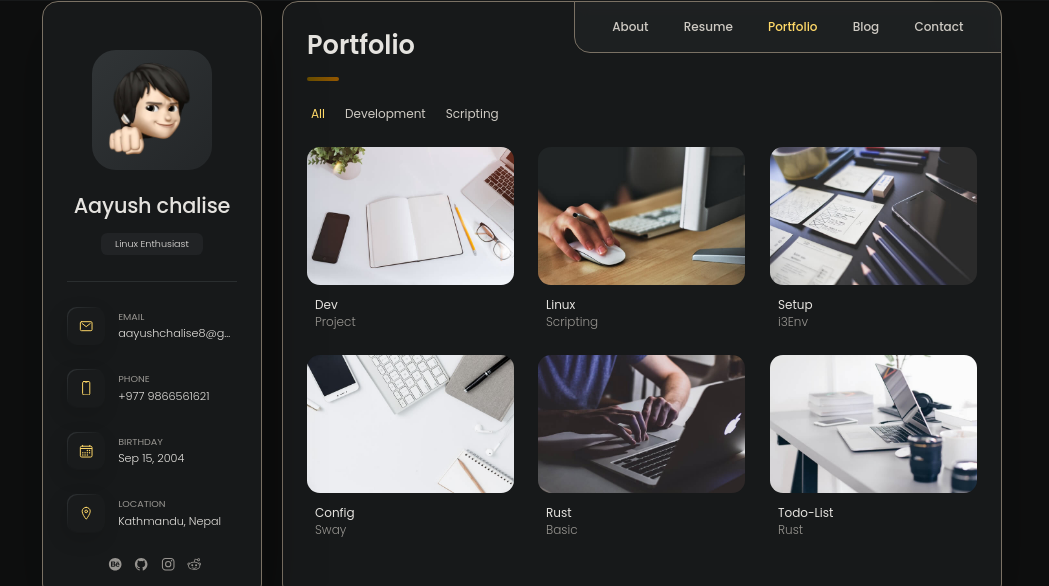 Aayush chalise
Linux Enthusiast
EMAIL
aayushchalise8@g...
PHONE
+977 9866561621
BIRTHDAY
Sep 15, 2004
LOCATION
Kathmandu, Nepal
About Resume Portfolio Blog Contact
Portfolio
All Development Scripting
Dev
Project
Linux
Scripting
Setup
i3Env
Config
Sway
Rust
Basic
Todo-List
Rust